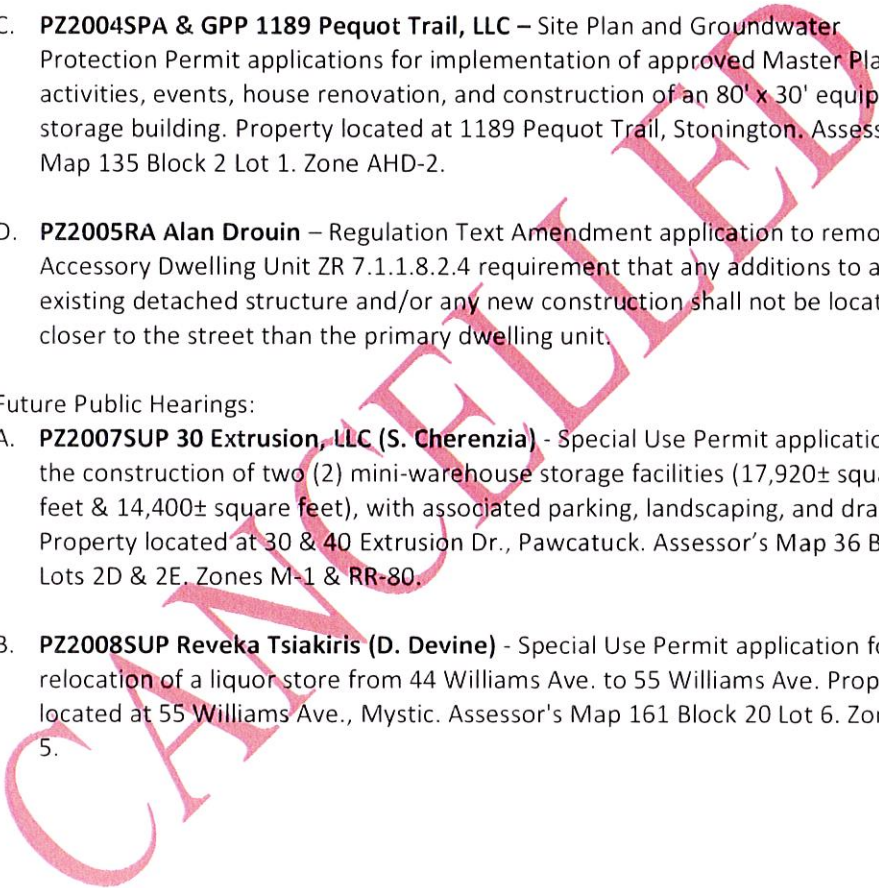 C. PZ2004SPA & GPP 1189 Pequot Trail, LLC – Site Plan and Groundwater
Protection Permit applications for implementation of approved Master Pla
activities, events, house renovation, and construction of an 80' x 30' equip
storage building. Property located at 1189 Pequot Trail, Stonington. Assess
Map 135 Block 2 Lot 1. Zone AHD-2.
D. PZ2005RA Alan Drouin – Regulation Text Amendment application to remo
Accessory Dwelling Unit ZR 7.1.1.8.2.4 requirement that any additions to a
existing detached structure and/or any new construction shall not be locat
closer to the street than the primary dwelling unit.
Future Public Hearings:
A. PZ2007SUP 30 Extrusion, LLC (S. Cherenzia) - Special Use Permit applicatio
the construction of two (2) mini-warehouse storage facilities (17,920± squa
feet & 14,400± square feet), with associated parking, landscaping, and dra
Property located at 30 & 40 Extrusion Dr., Pawcatuck. Assessor's Map 36 B
Lots 2D & 2E. Zones M-1 & RR-80.
B. PZ2008SUP Reveka Tsiakiris (D. Devine) - Special Use Permit application fo
relocation of a liquor store from 44 Williams Ave. to 55 Williams Ave. Prop
located at 55 Williams Ave., Mystic. Assessor's Map 161 Block 20 Lot 6. Zon
5.
CANCELLED